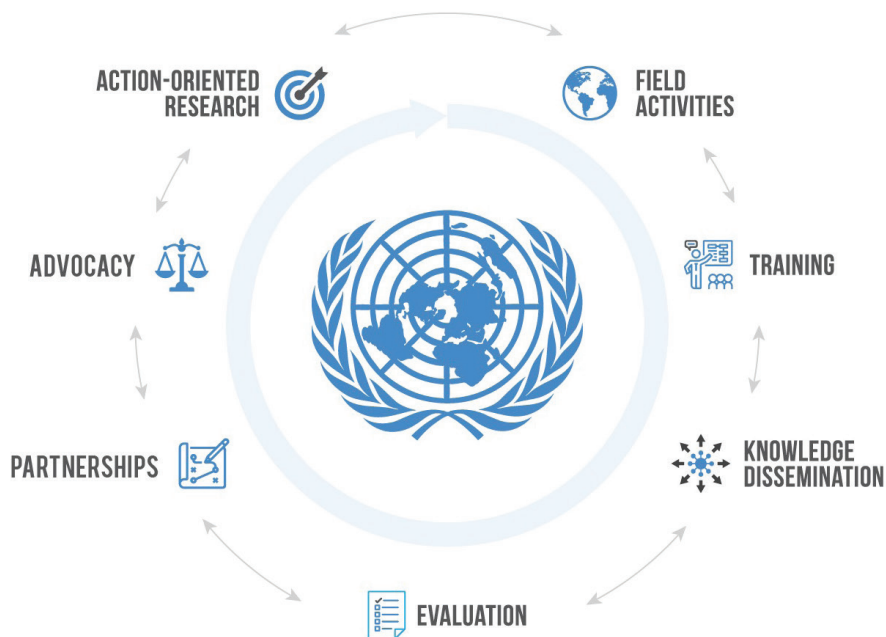 ACTION-ORIENTED
RESEARCH
FIELD
ACTIVITIES
ADVOCACY
TRAINING
PARTNERSHIPS
KNOWLEDGE
DISSEMINATION
EVALUATION